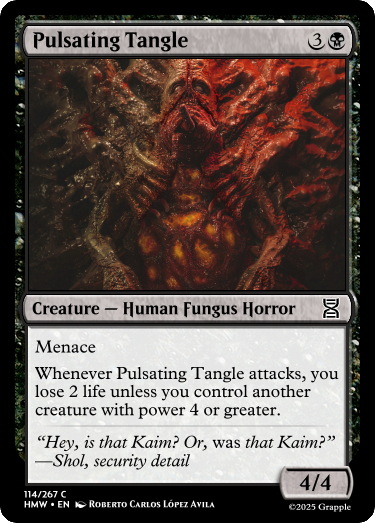 Pulsating Tangle 3
Creature — Human Fungus Horror
Menace
Whenever Pulsating Tangle attacks, you
lose 2 life unless you control another
creature with power 4 or greater.
“Hey, is that Kaim? Or, was that Kaim?”
—Shol, security detail
4/4
114/267 C
HMW • EN Roberto Carlos López Avila
©2025 Grapple